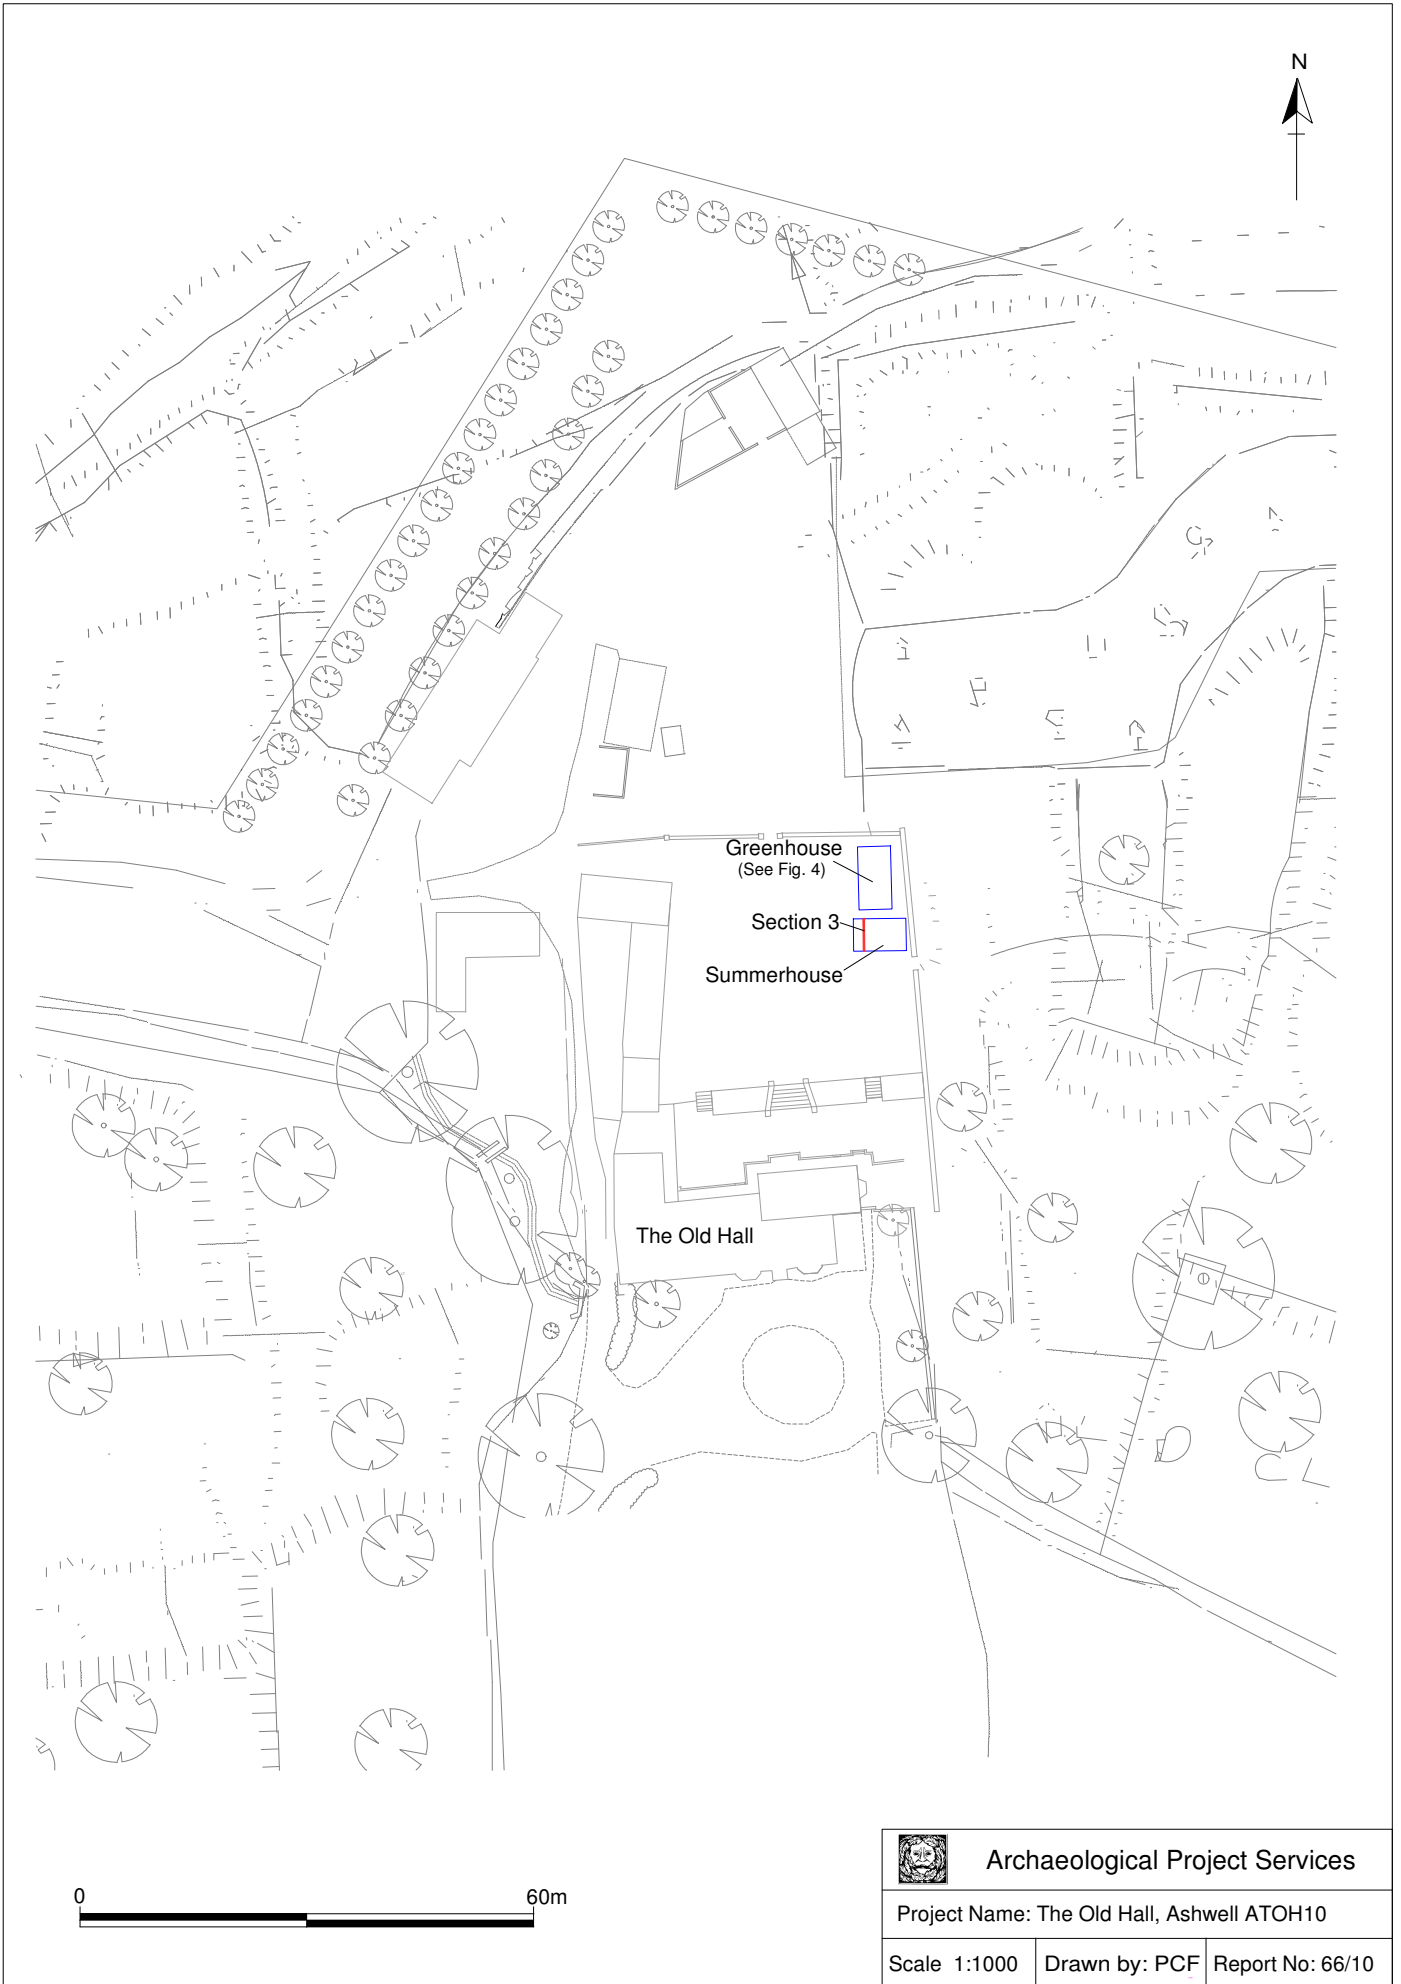 N
Greenhouse
(See Fig. 4)
Section 3
Summerhouse
The Old Hall
0 60m
Archaeological Project Services
Project Name: The Old Hall, Ashwell ATOH10
Scale 1:1000 Drawn by: PCF Report No: 66/10